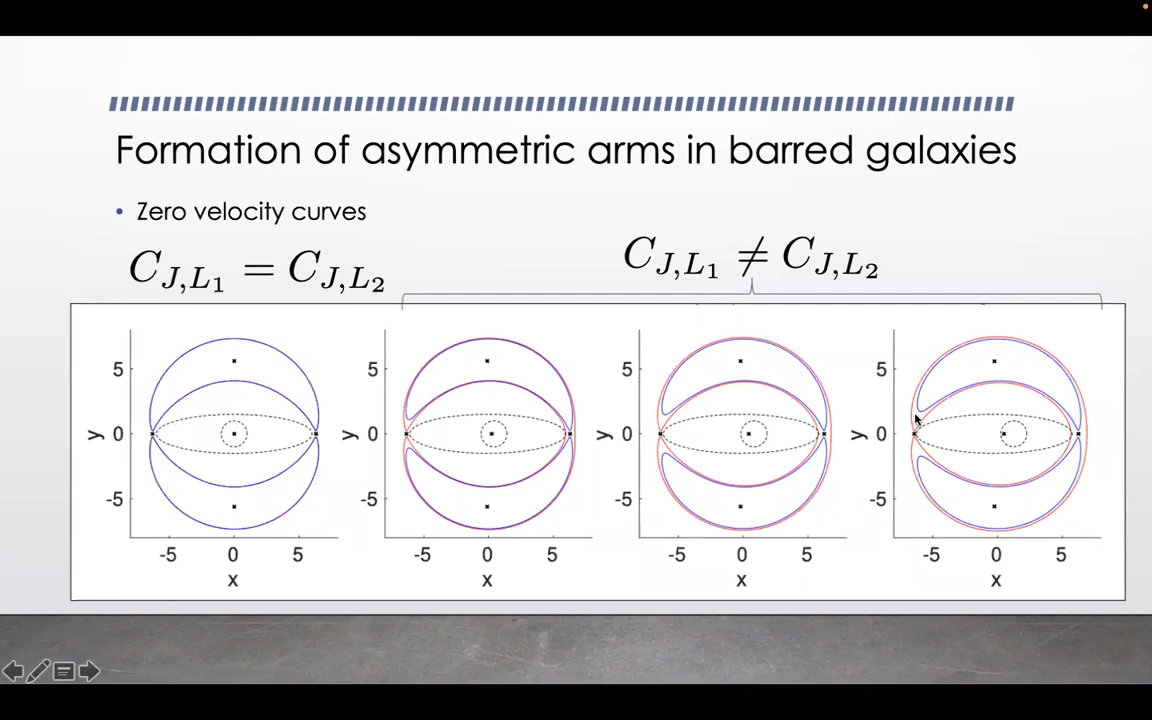 Formation of asymmetric arms in barred galaxies
• Zero velocity curves
C_{J,L_1} = C_{J,L_2}
C_{J,L_1} ≠ C_{J,L_2}
y 5 0 -5
-5 0 5
x
y 5 0 -5
-5 0 5
x
y 5 0 -5
-5 0 5
x
y 5 0 -5
-5 0 5
x